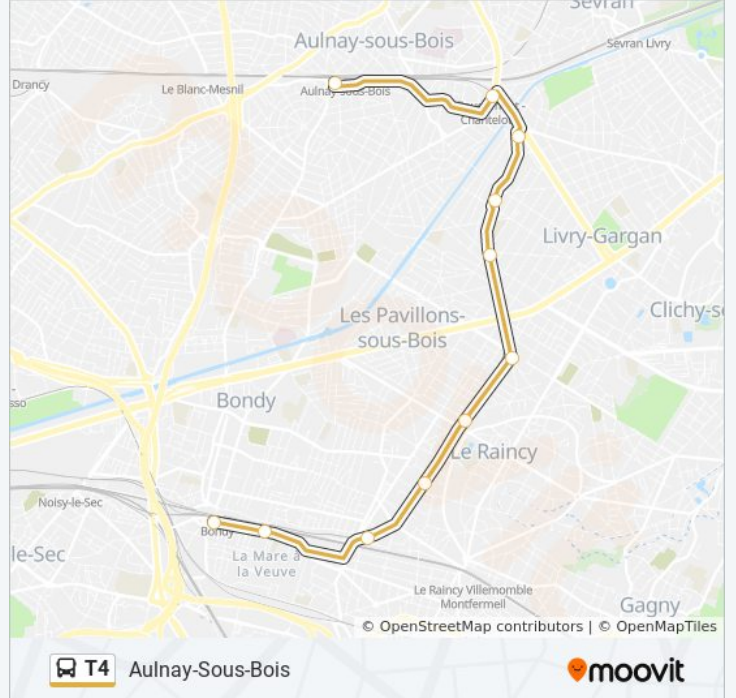 Sevran
Aulnay-sous-Bois
Sevran Livry
Drancy
Le Blanc-Mesnil
Aulnay-sous-Bois
Chanteloup
Livry-Gargan
Les Pavillons-
sous-Bois
Clichy-s
Bondy
Le Raincy
Noisy-le-Sec
Bondy
le-Sec
La Mare à
la Veuve
Le Raincy Villemomble
Montfermeil
Gagny
© OpenStreetMap contributors | © OpenMapTiles
T4 Aulnay-Sous-Bois
moovit